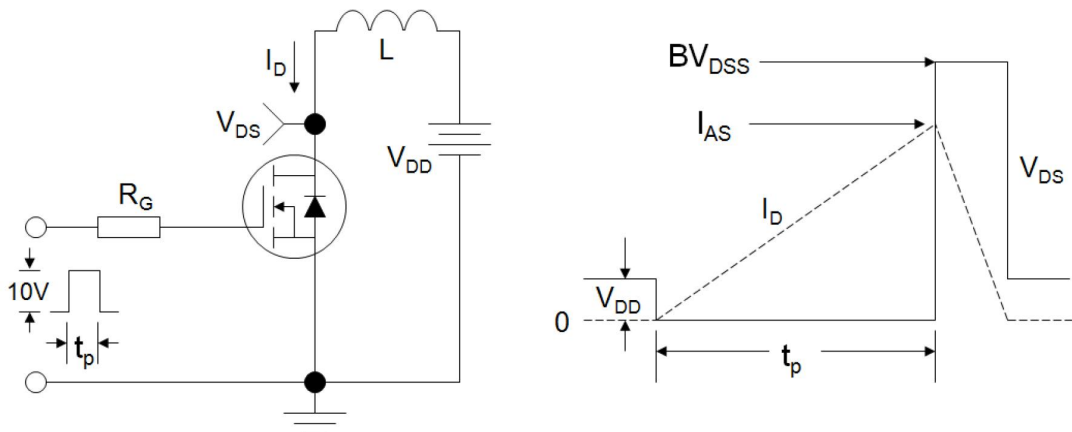 I_D
L
V_DS
V_DD
R_G
10V
t_p
BV_DSS
I_AS
V_DS
I_D
V_DD
0
t_p